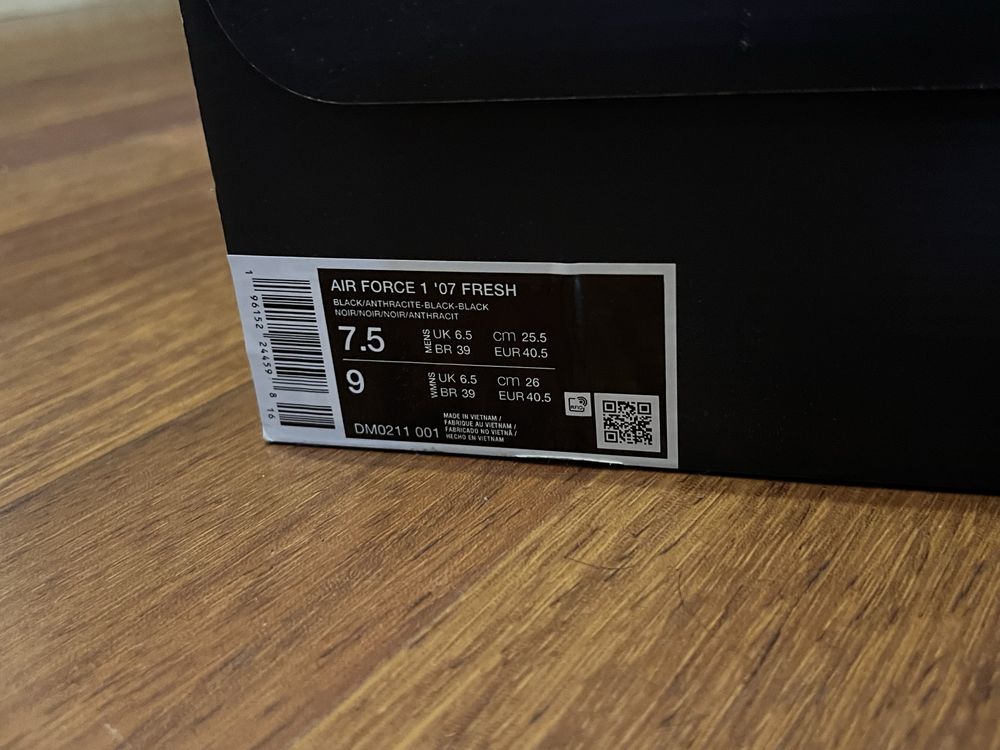 1 96152 24459 8 16
AIR FORCE 1 '07 FRESH
BLACK/ANTHRACITE-BLACK-BLACK
NOIR/NOIR/NOIR/ANTHRACIT
7.5 MENS UK 6.5 cm 25.5
BR 39 EUR 40.5
9 WMNS UK 6.5 cm 26
BR 39 EUR 40.5
DM0211 001
MADE IN VIETNAM /
FABRIQUE AU VIETNAM /
FABRICADO NO VIETNÃ /
HECHO EN VIETNAM